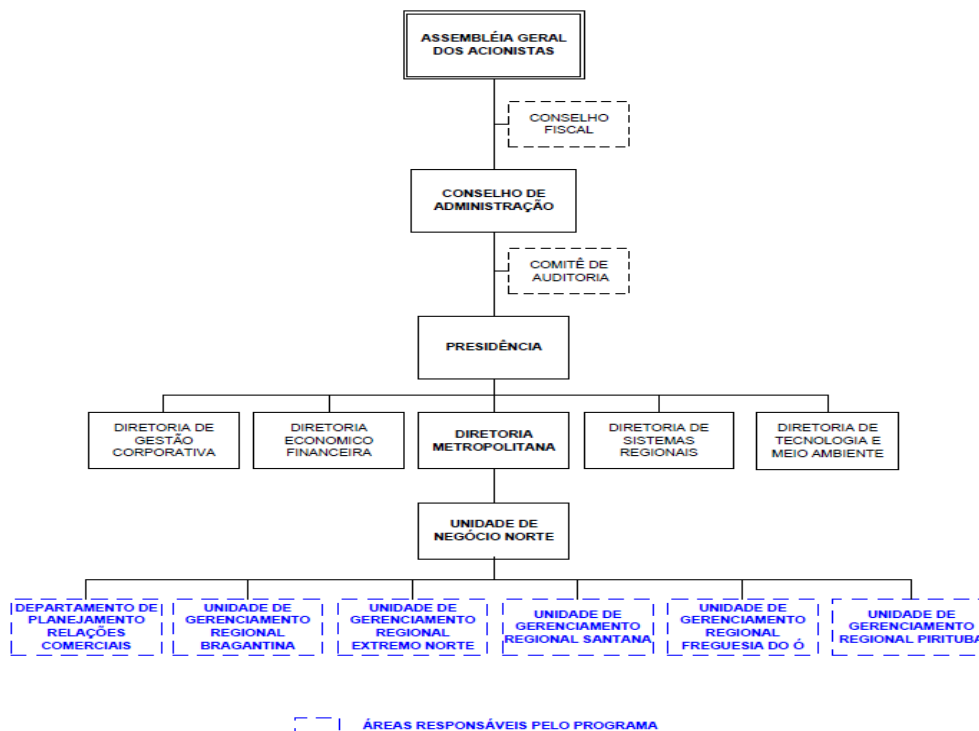 ASSEMBLÉIA GERAL
DOS ACIONISTAS
CONSELHO
FISCAL
CONSELHO DE
ADMINISTRAÇÃO
COMITÊ DE
AUDITORIA
PRESIDÊNCIA
DIRETORIA DE
GESTÃO
CORPORATIVA
DIRETORIA
ECONOMICO
FINANCEIRA
DIRETORIA
METROPOLITANA
DIRETORIA DE
SISTEMAS
REGIONAIS
DIRETORIA DE
TECNOLOGIA E
MEIO AMBIENTE
UNIDADE DE
NEGÓCIO NORTE
DEPARTAMENTO DE
PLANEJAMENTO
RELAÇÕES
COMERCIAIS
UNIDADE DE
GERENCIAMENTO
REGIONAL
BRAGANTINA
UNIDADE DE
GERENCIAMENTO
REGIONAL
EXTREMO NORTE
UNIDADE DE
GERENCIAMENTO
REGIONAL SANTANA
UNIDADE DE
GERENCIAMENTO
REGIONAL
FREGUESIA DO Ó
UNIDADE DE
GERENCIAMENTO
REGIONAL PIRITUBA
ÁREAS RESPONSÁVEIS PELO PROGRAMA